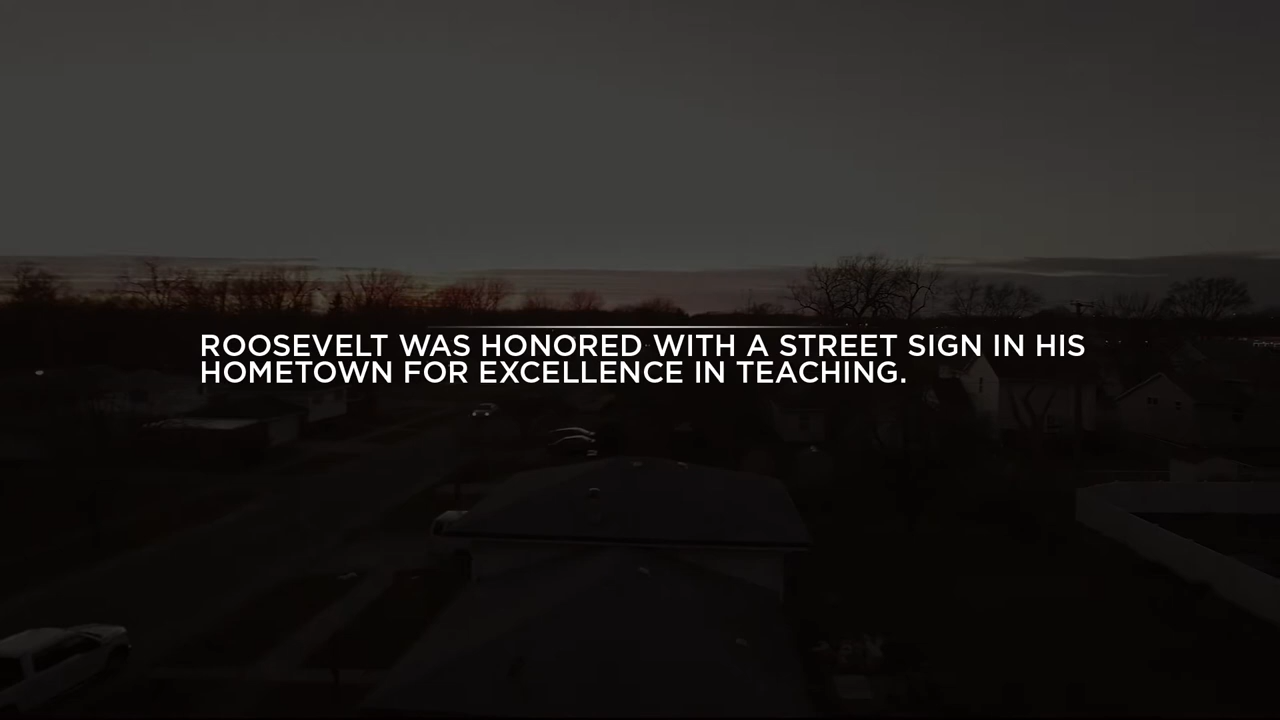 ROOSEVELT WAS HONORED WITH A STREET SIGN IN HIS
HOMETOWN FOR EXCELLENCE IN TEACHING.